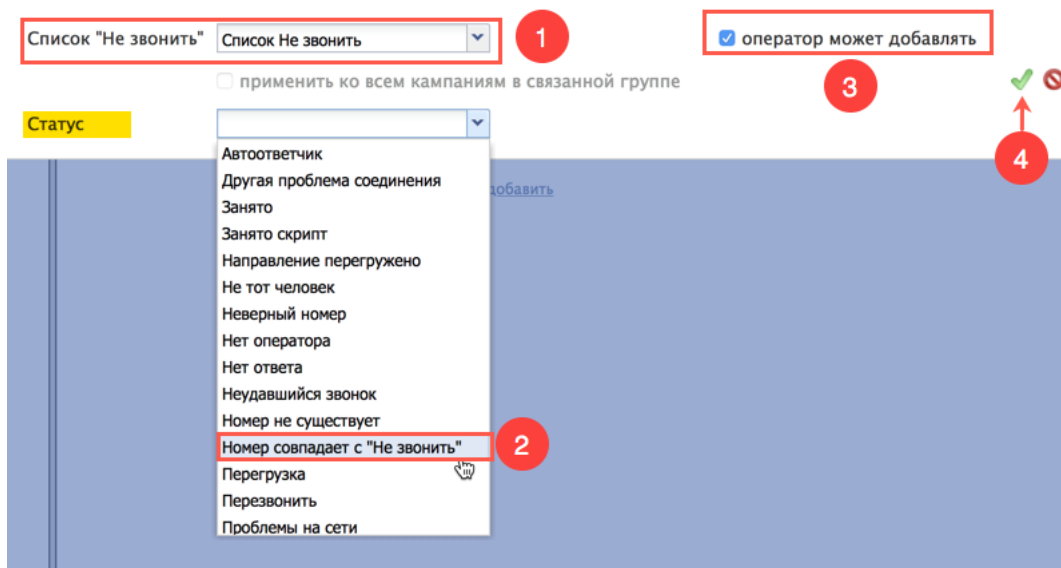 Список "Не звонить" Список Не звонить 1 оператор может добавлять
применить ко всем кампаниям в связанной группе 3
Статус 4
Автоответчик
Другая проблема соединения добавить
Занято
Занято скрипт
Направление перегружено
Не тот человек
Неверный номер
Нет оператора
Нет ответа
Неудавшийся звонок
Номер не существует
Номер совпадает с "Не звонить" 2
Перегрузка
Перезвонить
Проблемы на сети